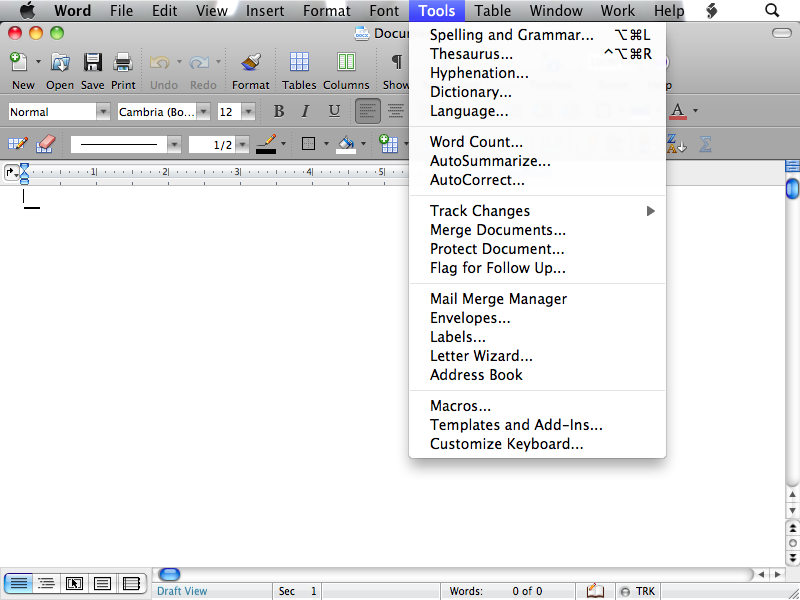 Word File Edit View Insert Format Font Tools Table Window Work Help
Docu
New Open Save Print Undo Redo Format Tables Columns Show
Normal Cambria (Bo... 12 B I U A
1/2
1 2 3 4 5
Spelling and Grammar... ⌥⌘L
Thesaurus... ^⌥⌘R
Hyphenation...
Dictionary...
Language...
Word Count...
AutoSummarize...
AutoCorrect...
Track Changes
Merge Documents...
Protect Document...
Flag for Follow Up...
Mail Merge Manager
Envelopes...
Labels...
Letter Wizard...
Address Book
Macros...
Templates and Add-Ins...
Customize Keyboard...
Draft View Sec 1 Words: 0 of 0 TRK